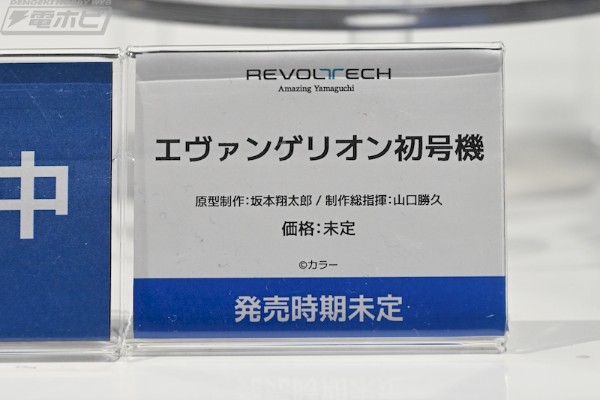 電ホビ
REVOLTECH
Amazing Yamaguchi
エヴァンゲリオン初号機
原型制作：坂本翔太郎 / 制作総指揮：山口勝久
価格：未定
©カラー
発売時期未定
中